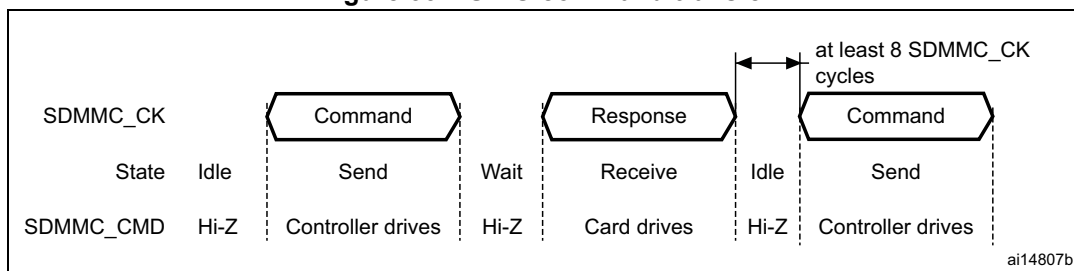 at least 8 SDMMC_CK
cycles
SDMMC_CK Command Response Command
State Idle Send Wait Receive Idle Send
SDMMC_CMD Hi-Z Controller drives Hi-Z Card drives Hi-Z Controller drives
ai14807b